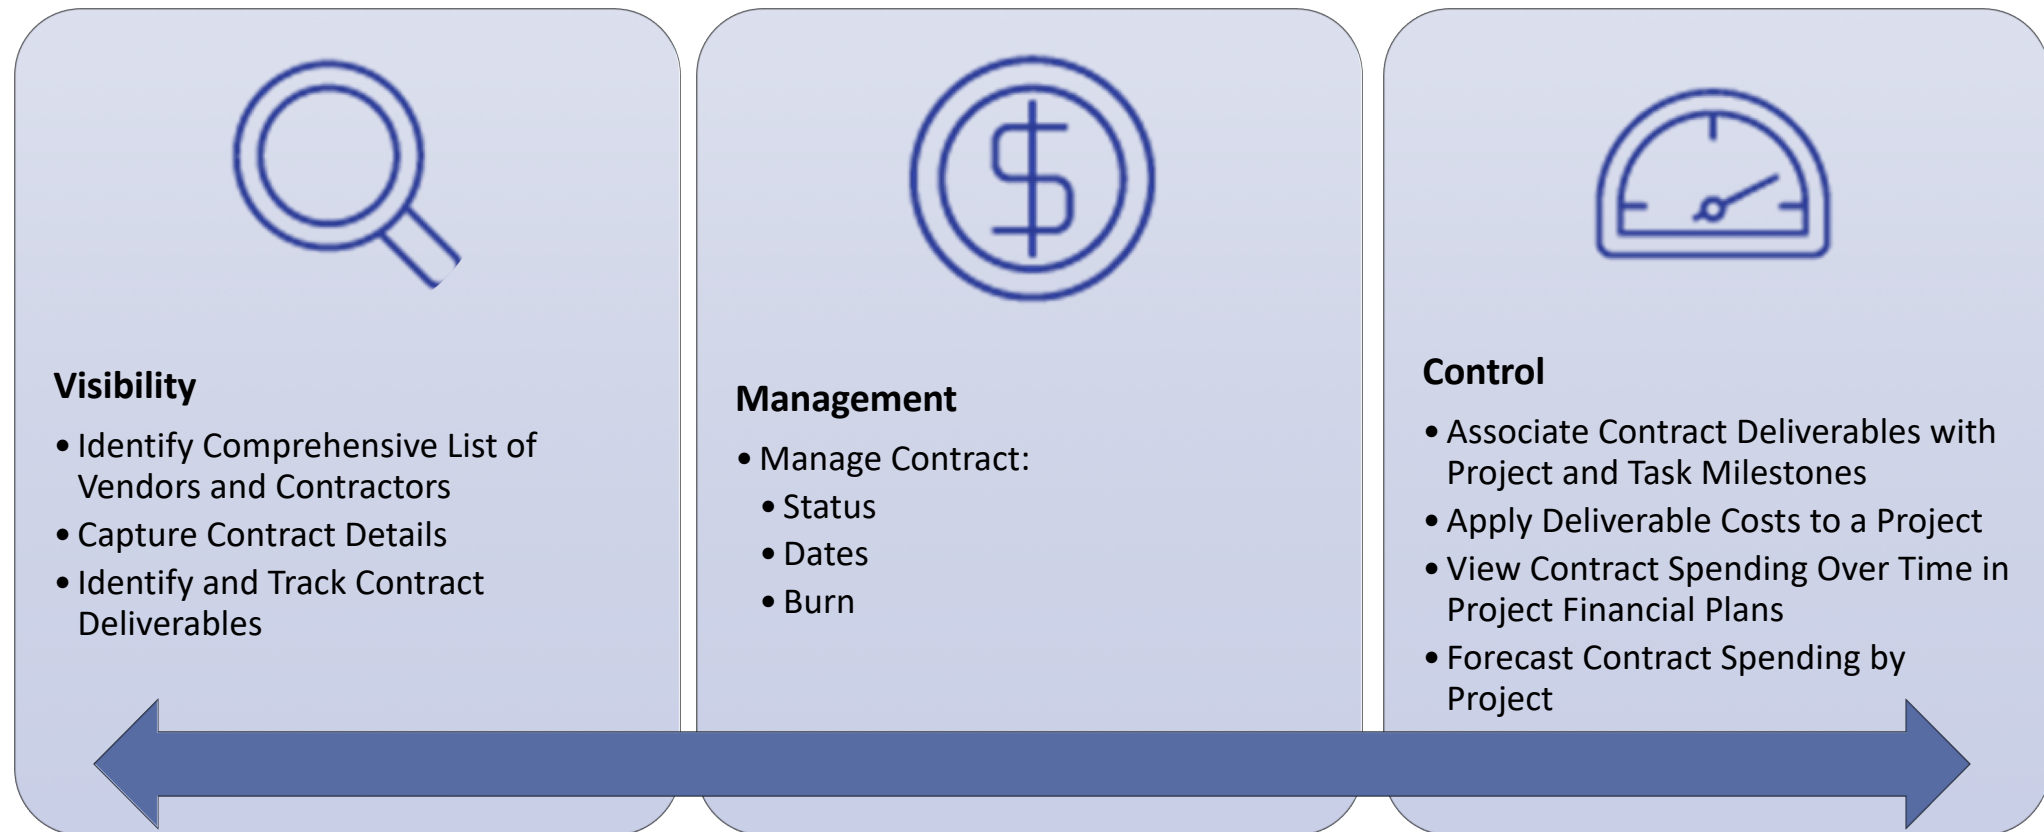 Visibility
• Identify Comprehensive List of
Vendors and Contractors
• Capture Contract Details
• Identify and Track Contract
Deliverables
Management
• Manage Contract:
• Status
• Dates
• Burn
Control
• Associate Contract Deliverables with
Project and Task Milestones
• Apply Deliverable Costs to a Project
• View Contract Spending Over Time in
Project Financial Plans
• Forecast Contract Spending by
Project